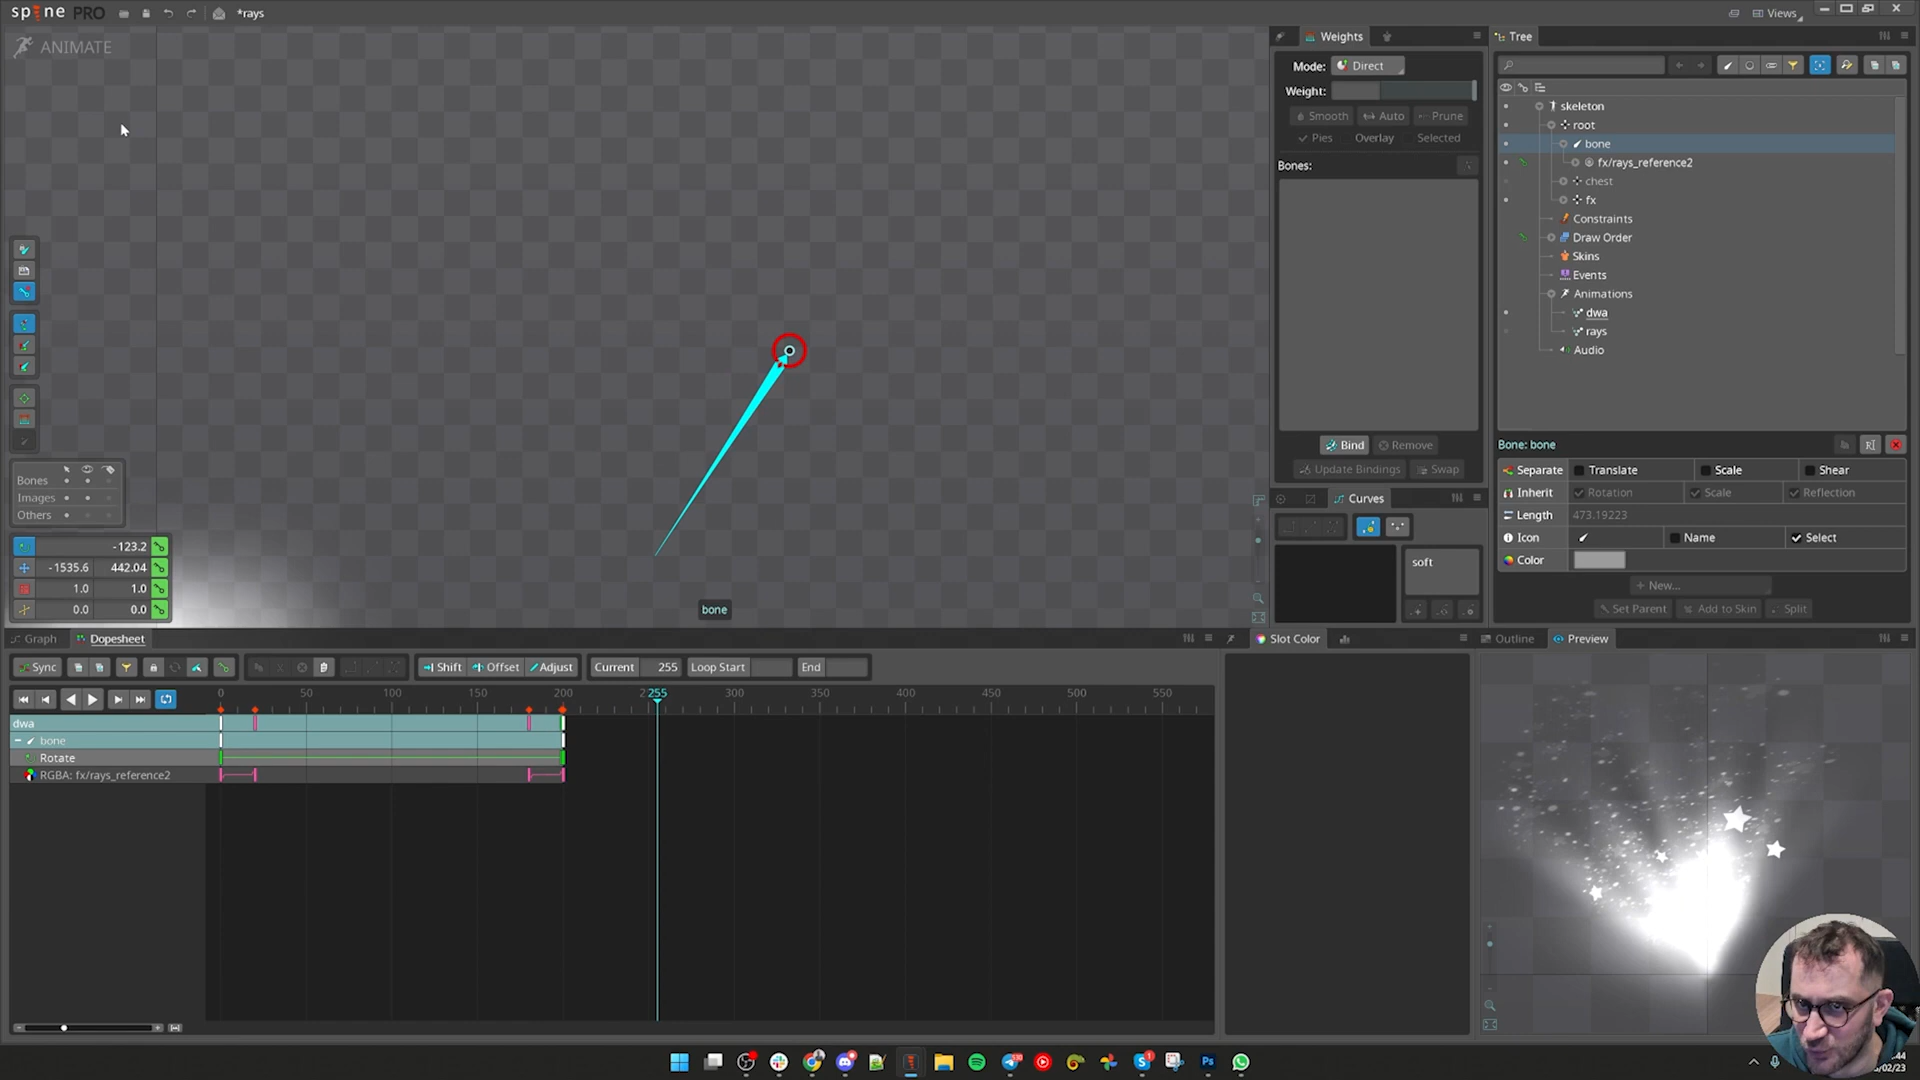 spine PRO
*rays
Views
ANIMATE
Bones
Images
Others
-123.2
-1535.6 442.04
1.0 1.0
0.0 0.0
bone
Weights
Mode: Direct
Weight:
Smooth Auto Prune
Pies Overlay Selected
Bones:
Bind Remove
Update Bindings Swap
Curves
soft
Tree
skeleton
root
bone
fx/rays_reference2
chest
fx
Constraints
Draw Order
Skins
Events
Animations
dwa
rays
Audio
Bone: bone
Separate Translate Scale Shear
Inherit Rotation Scale Reflection
Length 473.19223
Icon Name Select
Color
+ New...
Set Parent Add to Skin Split
Graph Dopesheet
Sync Shift Offset Adjust Current 255 Loop Start End
0 50 100 150 200 2 255 300 350 400 450 500 550
dwa
bone
Rotate
RGBA: fx/rays_reference2
Slot Color
Outline Preview